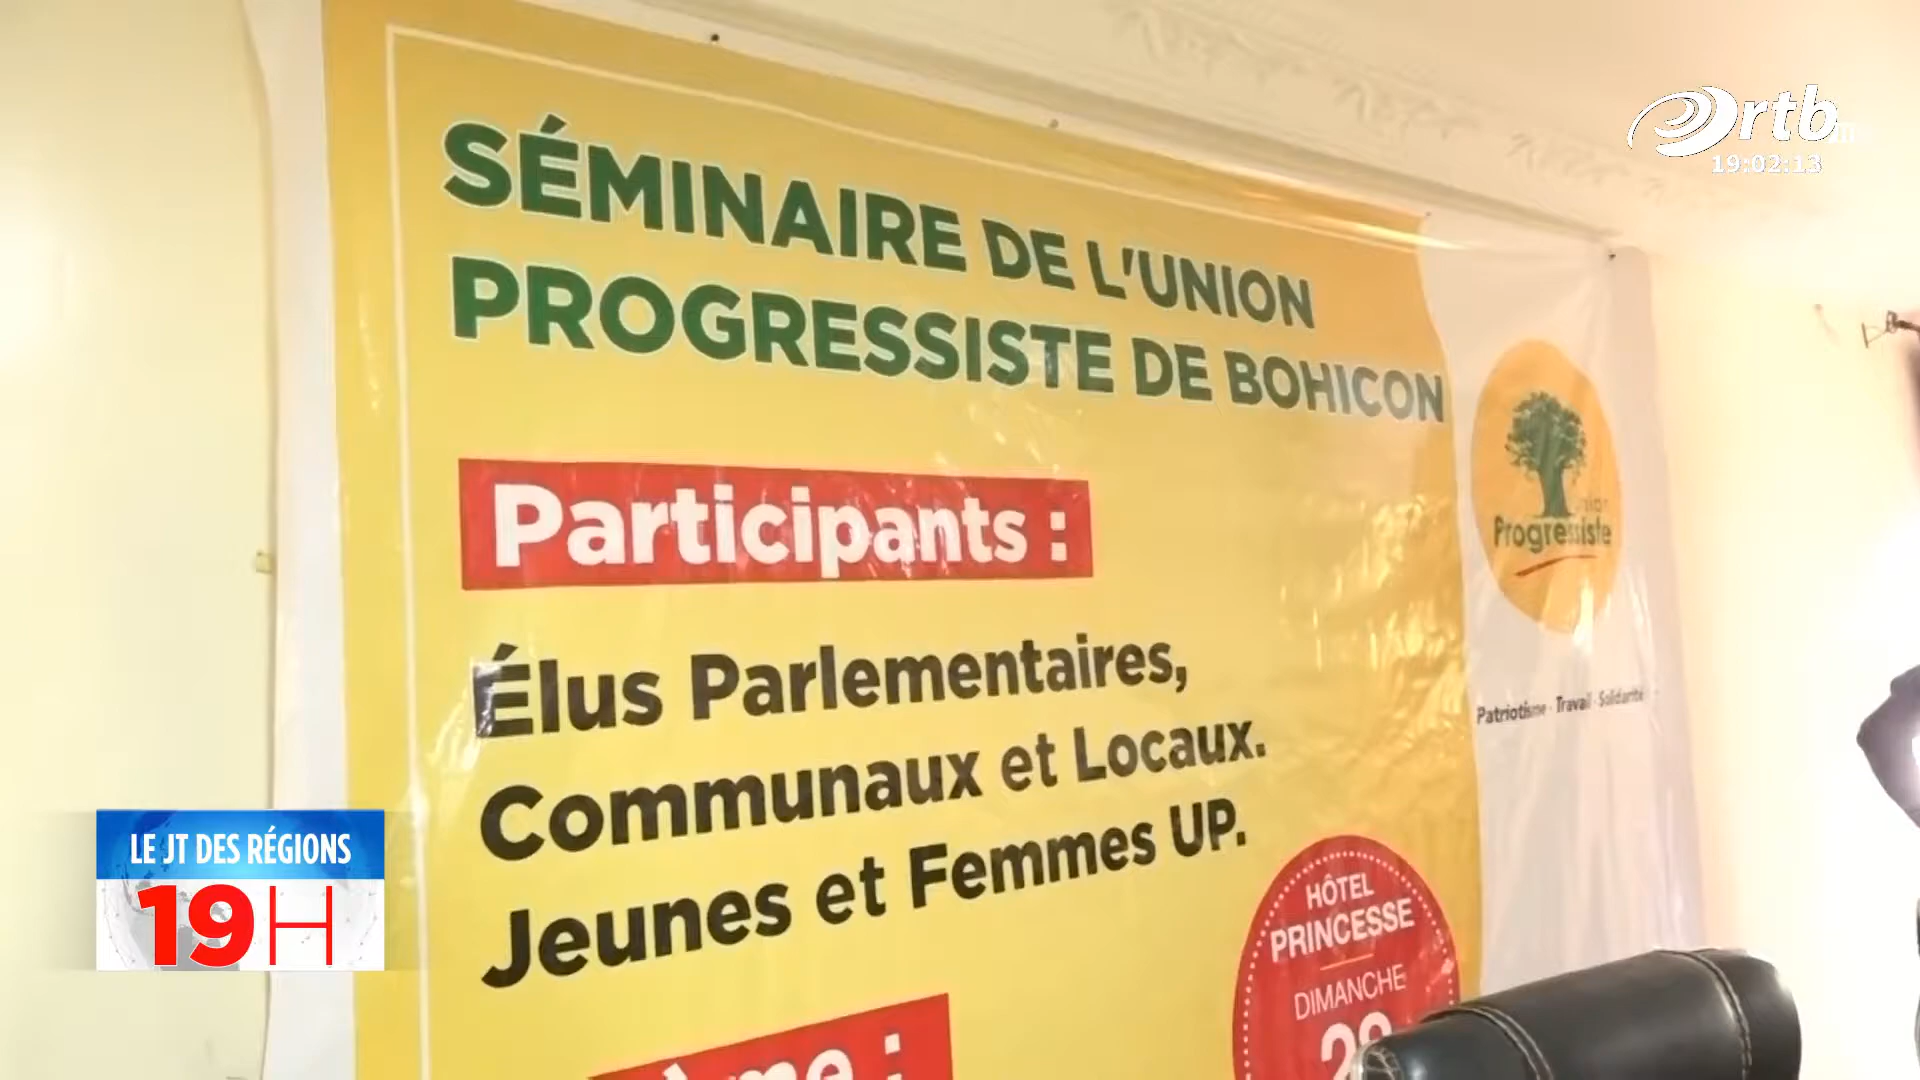 SÉMINAIRE DE L'UNION
PROGRESSISTE DE BOHICON
Participants :
Élus Parlementaires,
Communaux et Locaux.
Jeunes et Femmes UP.
HÔTEL
PRINCESSE
DIMANCHE
Progressiste
Patriotisme - Travail - Solidarité
ortb
19:02:13
LE JT DES RÉGIONS
19H